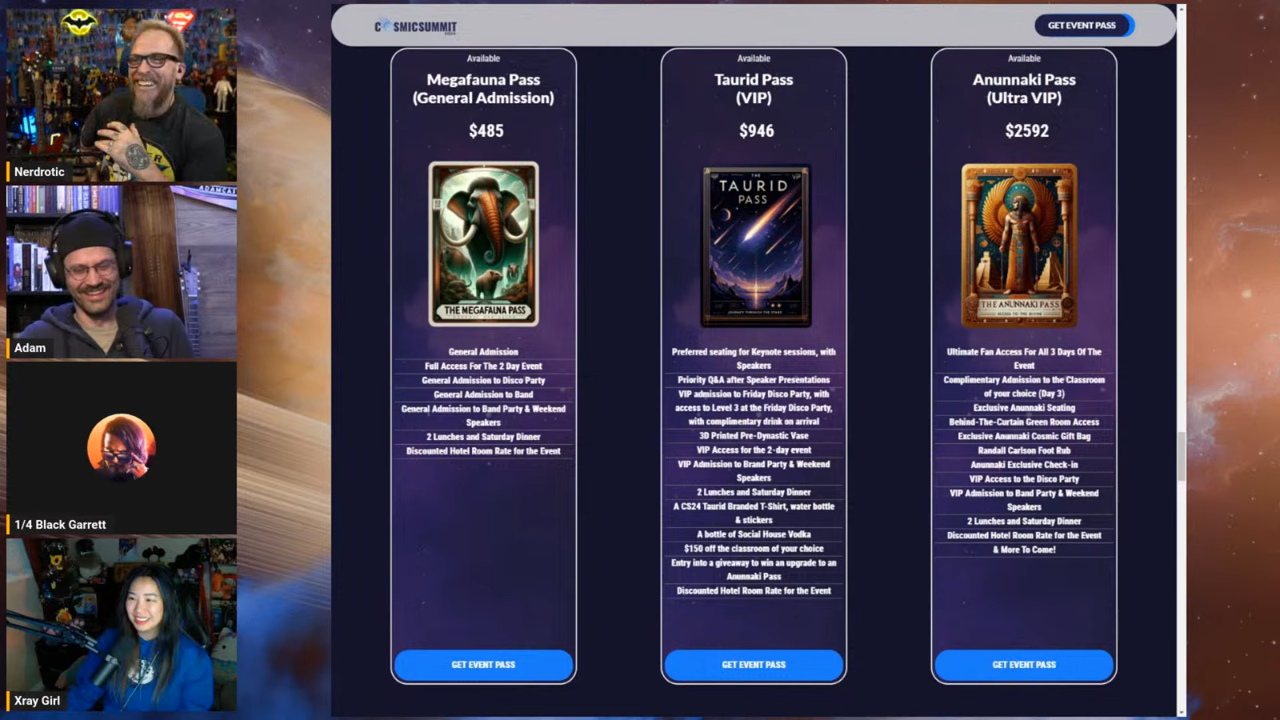 Nerdrotic
Adam
1/4 Black Garrett
Xray Girl
COSMICSUMMIT
GET EVENT PASS
Available
Megafauna Pass
(General Admission)
$485
THE MEGAFAUNA PASS
General Admission
Full Access For The 2 Day Event
General Admission to Disco Party
General Admission to Band
General Admission to Band Party & Weekend
Speakers
2 Lunches and Saturday Dinner
Discounted Hotel Room Rate for the Event
GET EVENT PASS
Available
Taurid Pass
(VIP)
$946
THE
TAURID
PASS
Preferred seating for Keynote sessions, with
Speakers
Priority Q&A after Speaker Presentations
VIP admission to Friday Disco Party, with
access to Level 3 at the Friday Disco Party,
with complimentary drink on arrival
3D Printed Pre-Dynastic Vase
VIP Access for the 2-day event
VIP Admission to Brand Party & Weekend
Speakers
2 Lunches and Saturday Dinner
A CS24 Taurid Branded T-Shirt, water bottle
& stickers
A bottle of Social House Vodka
$150 off the classroom of your choice
Entry into a giveaway to win an upgrade to an
Anunnaki Pass
Discounted Hotel Room Rate for the Event
GET EVENT PASS
Available
Anunnaki Pass
(Ultra VIP)
$2592
THE ANUNNAKI PASS
Ultimate Fan Access For All 3 Days Of The
Event
Complimentary Admission to the Classroom
of your choice (Day 3)
Exclusive Anunnaki Seating
Behind-The-Curtain Green Room Access
Exclusive Anunnaki Cosmic Gift Bag
Randall Carlson Foot Rub
Anunnaki Exclusive Check-in
VIP Access to the Disco Party
VIP Admission to Band Party & Weekend
Speakers
2 Lunches and Saturday Dinner
Discounted Hotel Room Rate for the Event
& More To Come!
GET EVENT PASS